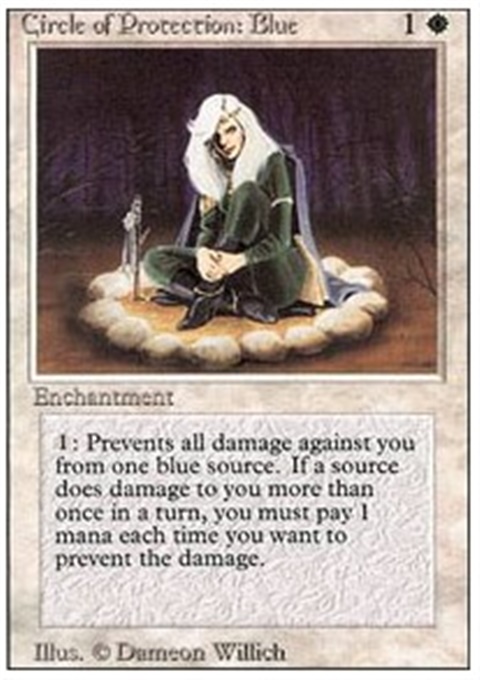 Circle of Protection: Blue 1
Enchantment
1: Prevents all damage against you
from one blue source. If a source
does damage to you more than
once in a turn, you must pay 1
mana each time you want to
prevent the damage.
Illus. © Dameon Willich